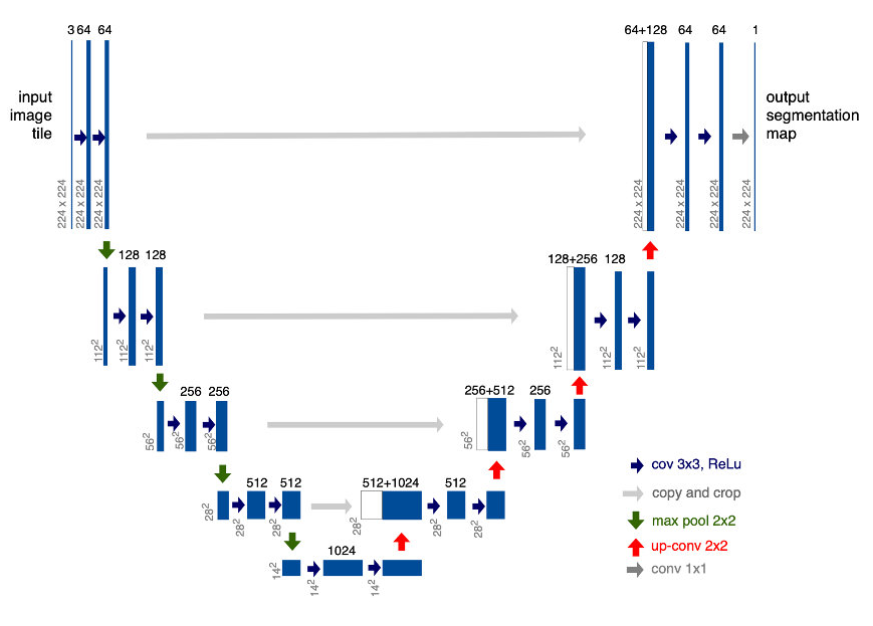 3 64 64
input
image
tile
224 x 224
224 x 224
224 x 224
64+128 64 64 1
output
segmentation
map
224 x 224
224 x 224
224 x 224
224 x 224
128 128
112²
112²
112²
128+256 128
112²
112²
112²
256 256
56²
56²
56²
256+512 256
56²
56²
56²
512 512
28²
28²
28²
512+1024 512
28²
28²
28²
1024
14²
14²
14²
cov 3x3, ReLu
copy and crop
max pool 2x2
up-conv 2x2
conv 1x1